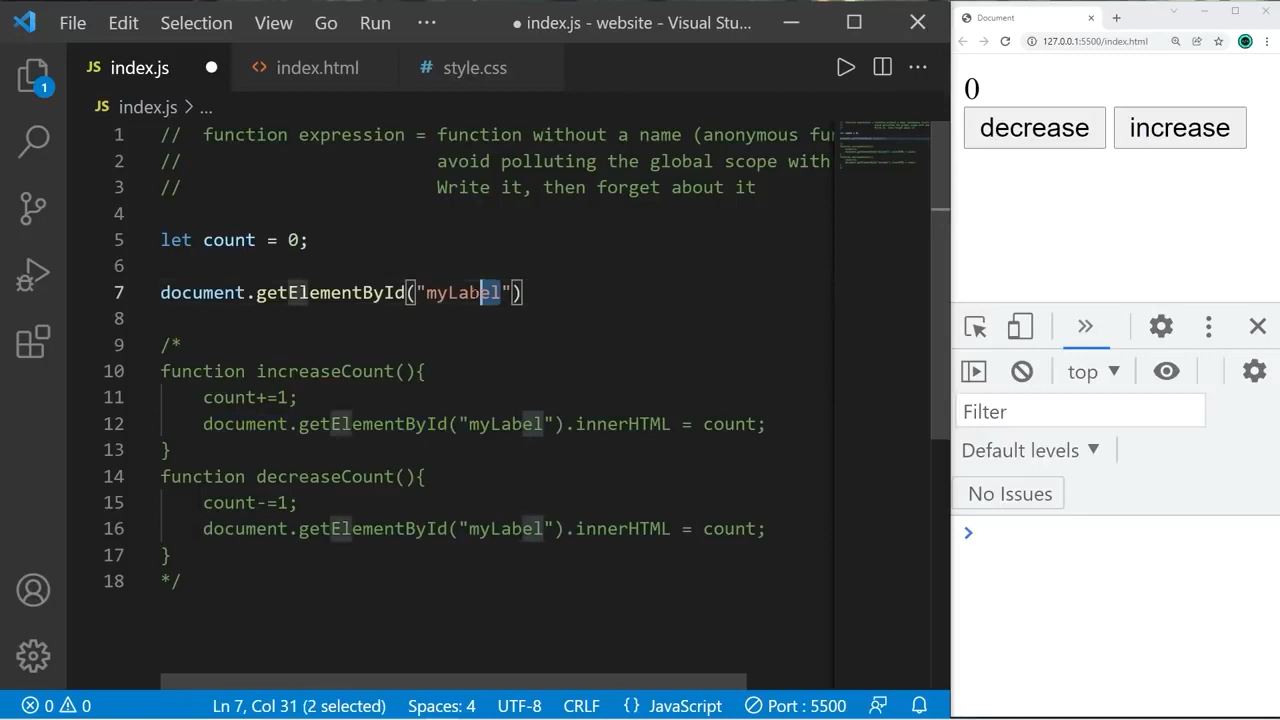 File Edit Selection View Go Run ··· ● index.js - website - Visual Stu...
JS index.js ● <> index.html # style.css ···
JS index.js > ...
1 // function expression = function without a name (anonymous fu
2 // avoid polluting the global scope with
3 // Write it, then forget about it
4
5 let count = 0;
6
7 document.getElementById("myLabel")
8
9 /*
10 function increaseCount(){
11 count+=1;
12 document.getElementById("myLabel").innerHTML = count;
13 }
14 function decreaseCount(){
15 count-=1;
16 document.getElementById("myLabel").innerHTML = count;
17 }
18 */
1
0 0 Ln 7, Col 31 (2 selected) Spaces: 4 UTF-8 CRLF {} JavaScript Port : 5500
Document
127.0.0.1:5500/index.html
0
decrease increase
top
Filter
Default levels
No Issues